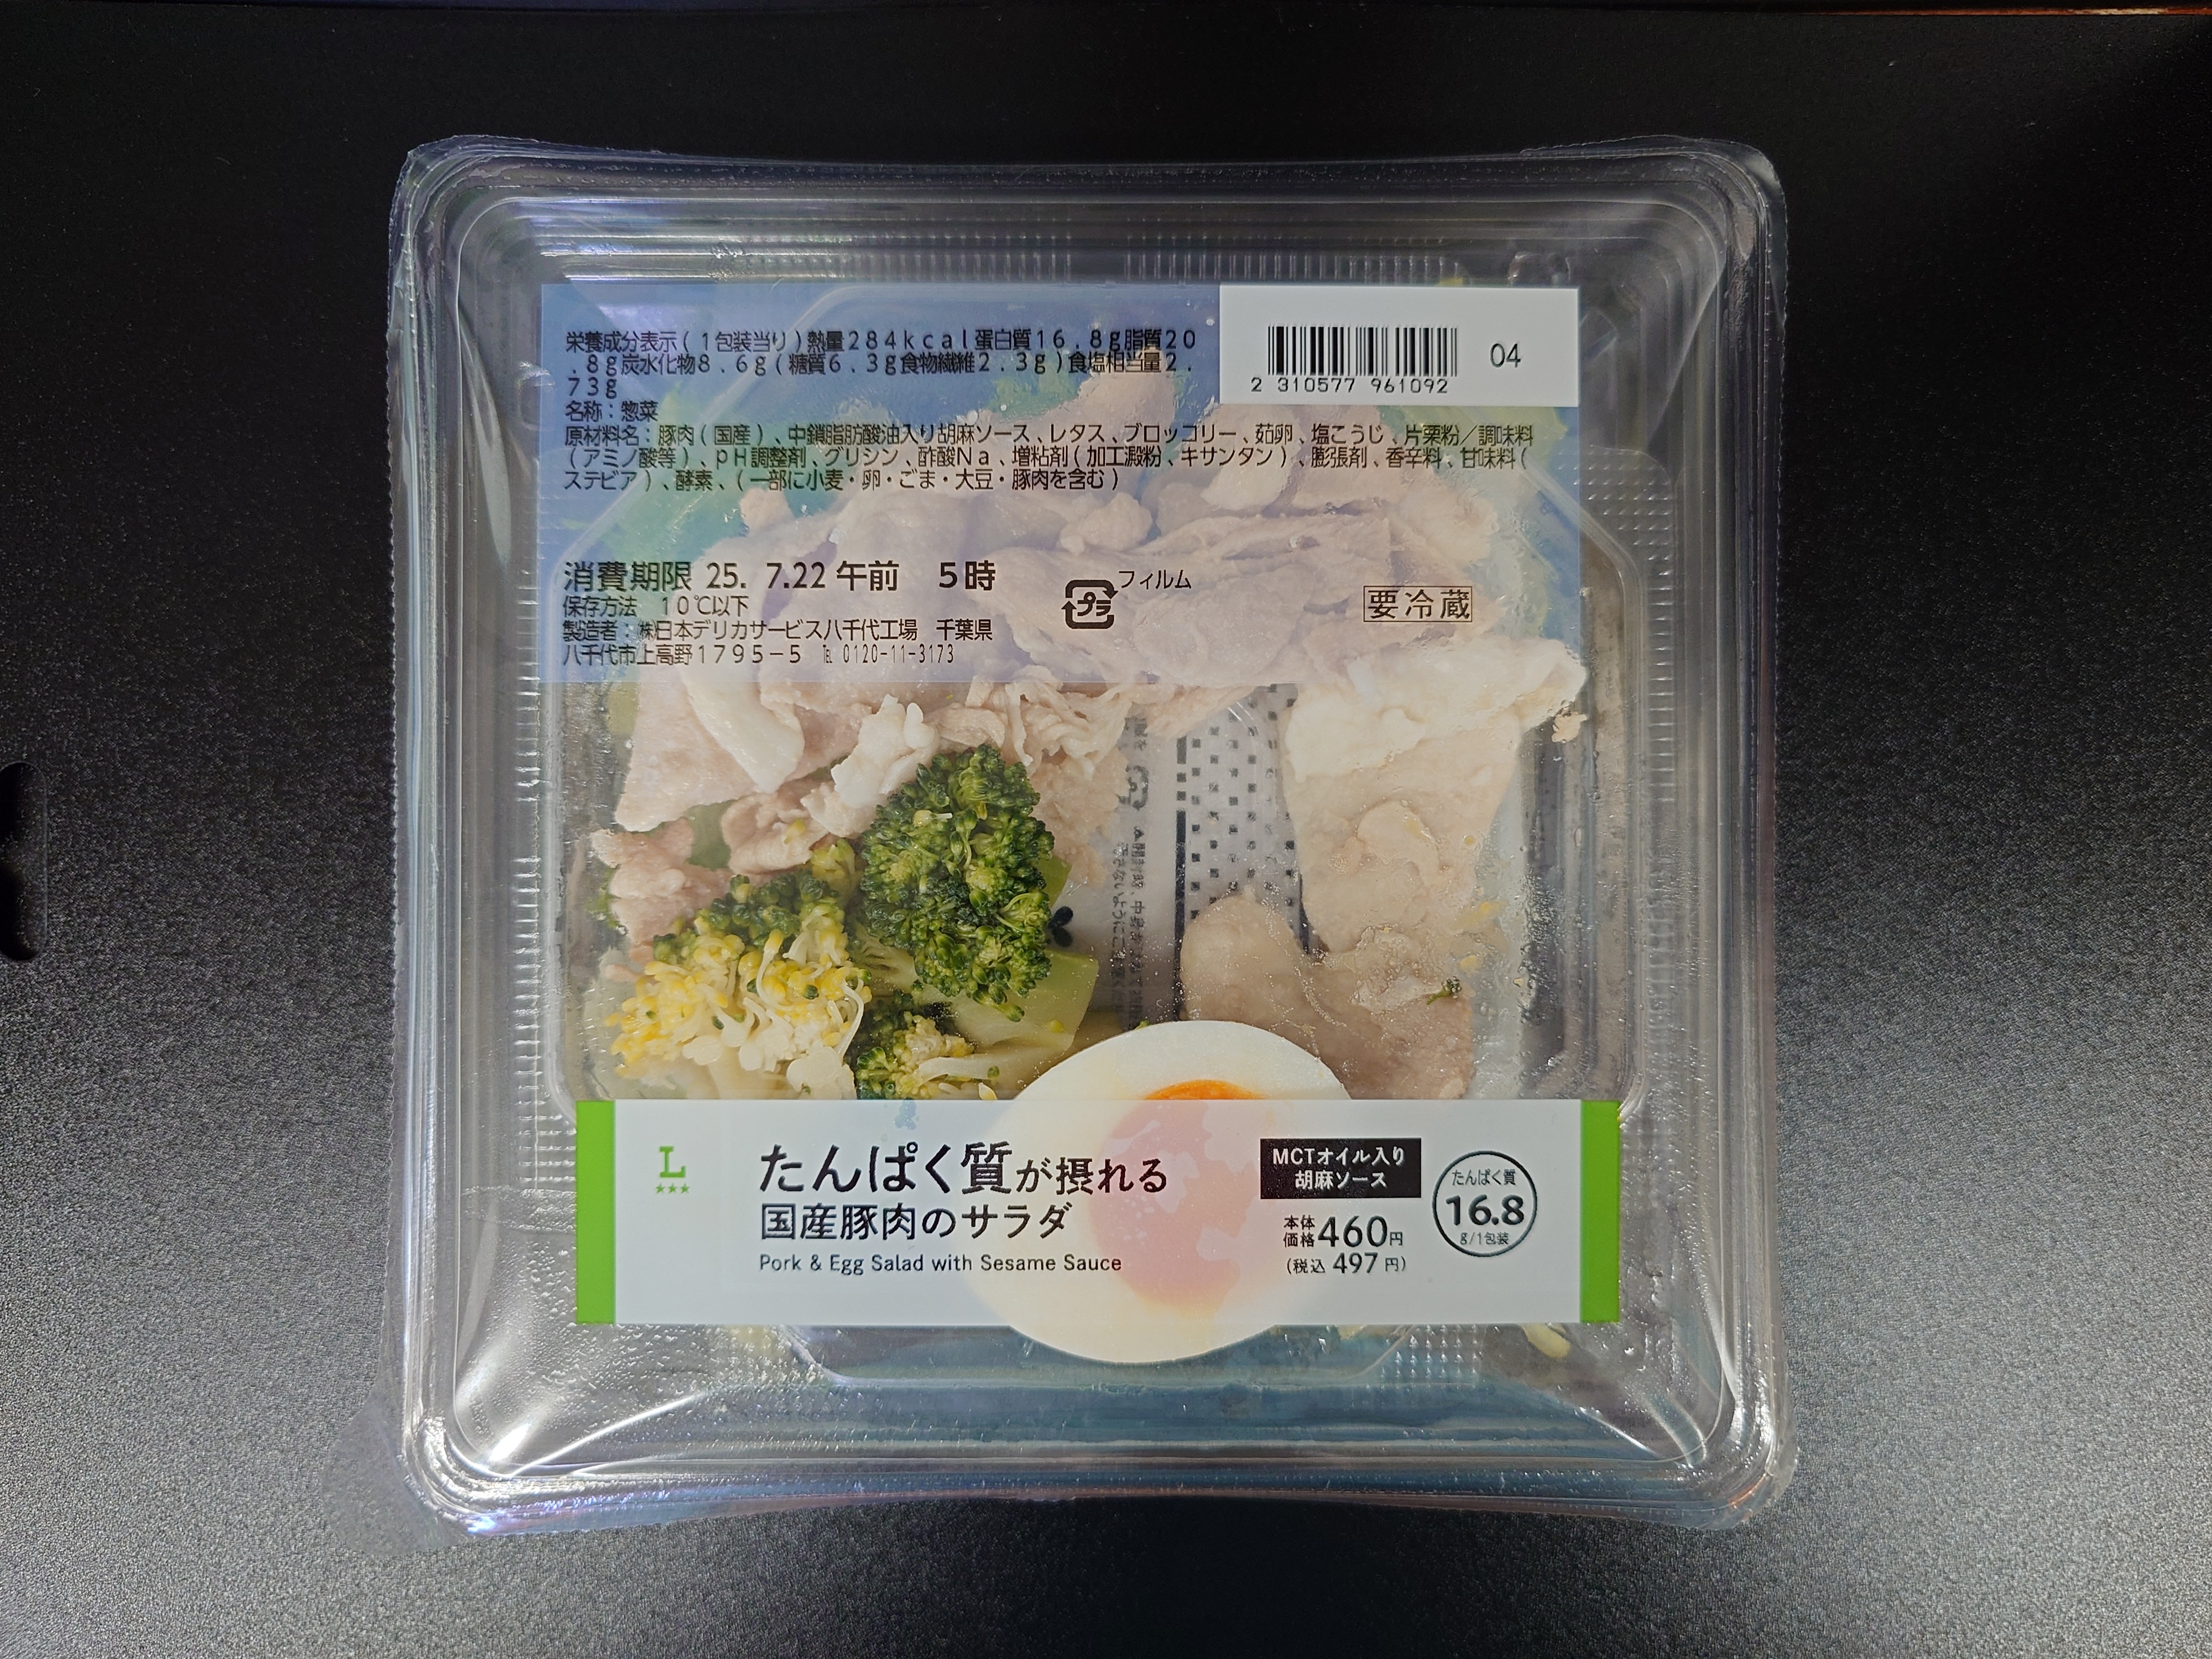 栄養成分表示(1包装当り)熱量284kcal蛋白質16.8g脂質20
.8g炭水化物8.6g(糖質6.3g食物繊維2.3g)食塩相当量2.
73g
名称:惣菜
原材料名:豚肉(国産)、中鎖脂肪酸油入り胡麻ソース、レタス、ブロッコリー、茹卵、塩こうじ、片栗粉/調味料
(アミノ酸等)、pH調整剤、グリシン、酢酸Na、増粘剤(加工澱粉、キサンタン)、膨張剤、香辛料、甘味料(
ステビア)、酵素、(一部に小麦・卵・ごま・大豆・豚肉を含む)
2 310577 961092
04
消費期限 25. 7.22 午前 5時
保存方法 10℃以下
製造者:㈱日本デリカサービス八千代工場 千葉県
八千代市上高野1795-5 ℡ 0120-11-3173
プラ
フィルム
要冷蔵
L
たんぱく質が摂れる
国産豚肉のサラダ
Pork & Egg Salad with Sesame Sauce
MCTオイル入り
胡麻ソース
本体
価格460円
(税込 497 円)
たんぱく質
16.8
g/1包装